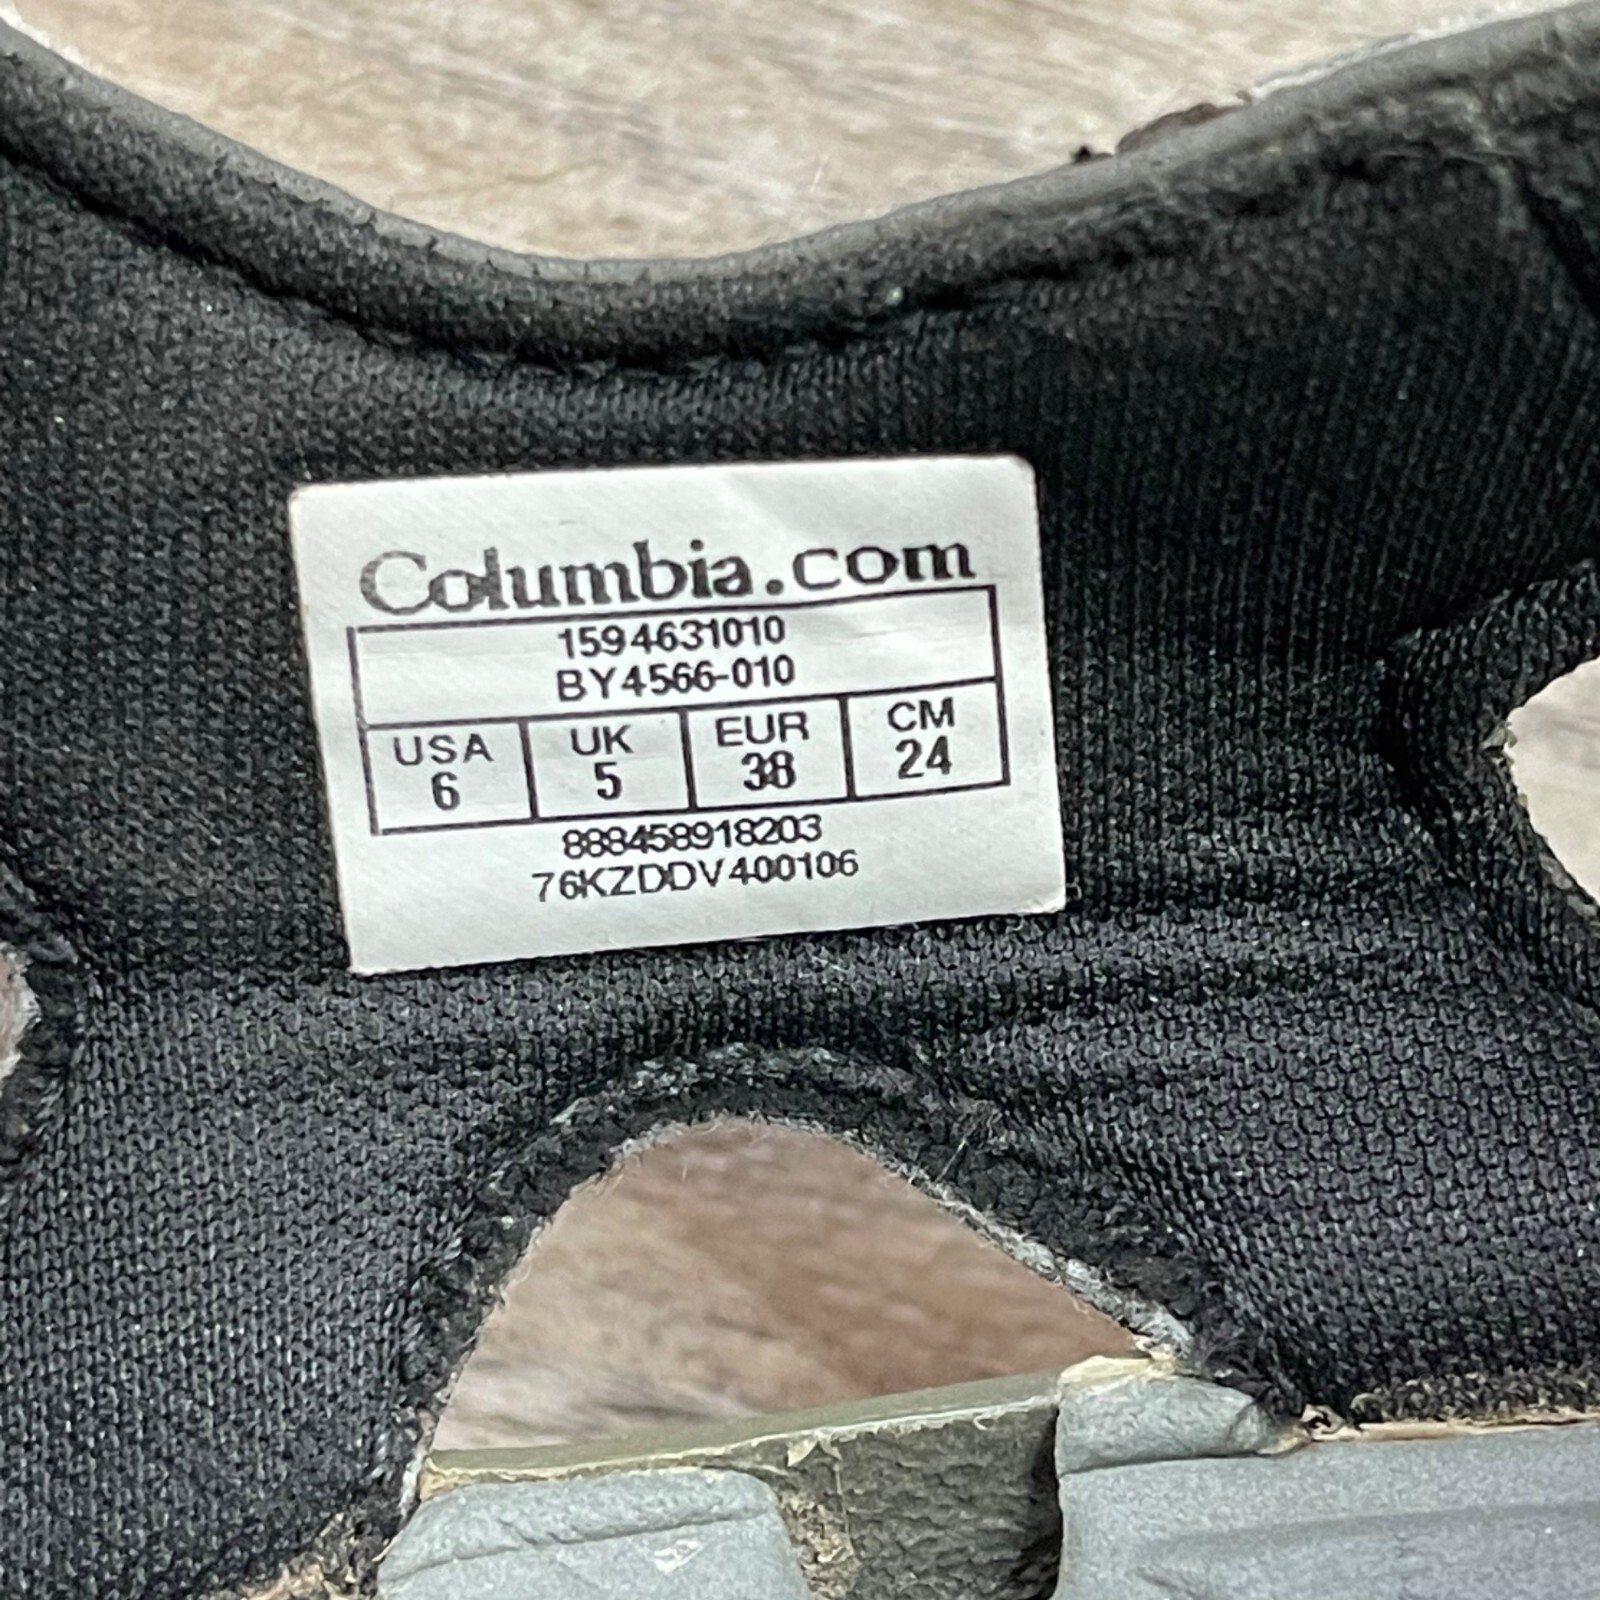 Columbia.com
1594631010
BY4566-010
USA UK EUR CM
6 5 38 24
888458918203
76KZDDV400106